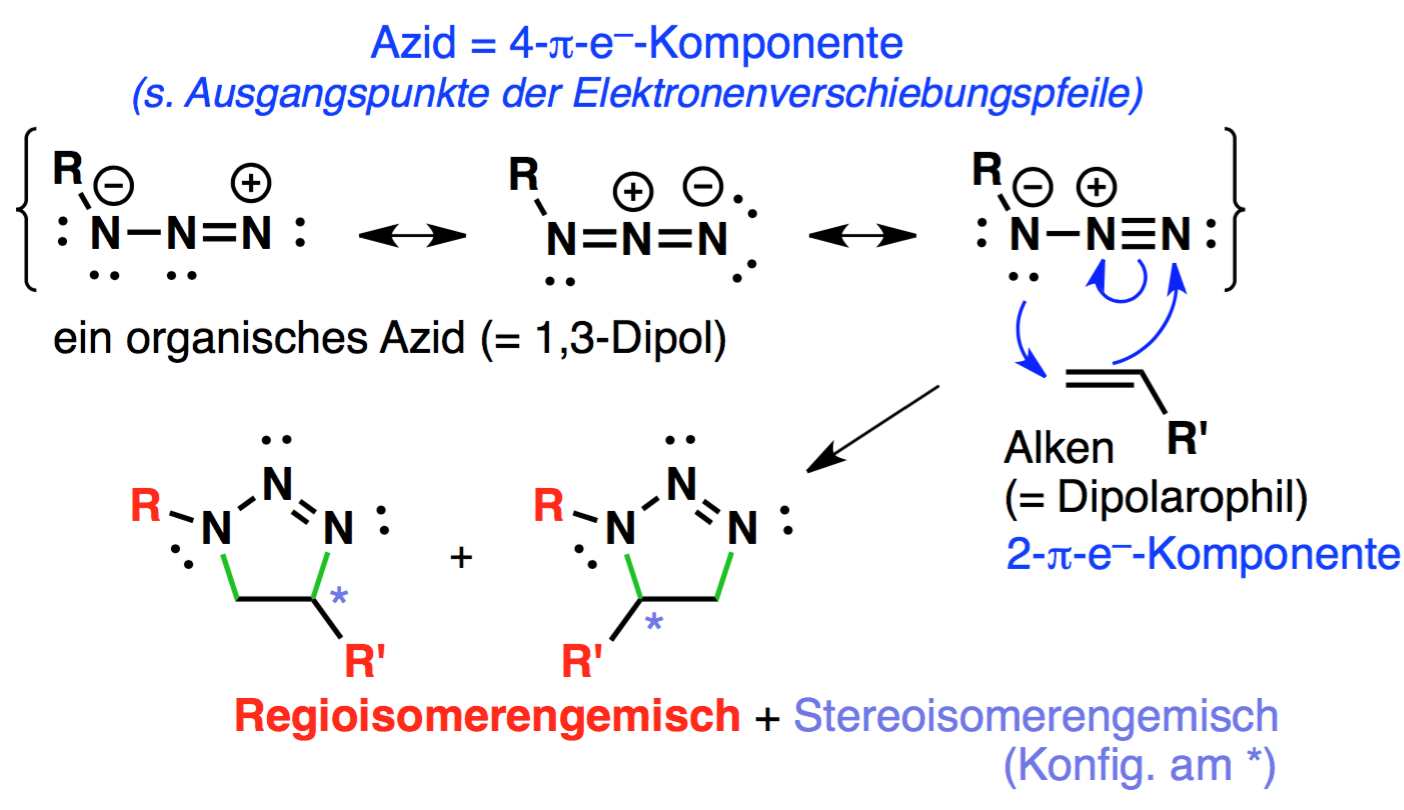 Azid = 4-π-e⁻-Komponente
(s. Ausgangspunkte der Elektronenverschiebungspfeile)
R N N N
R N N N
R N N N
ein organisches Azid (= 1,3-Dipol)
R'
Alken
(= Dipolarophil)
2-π-e⁻-Komponente
R N N N * R'
+
R N N N * R'
Regioisomerengemisch + Stereoisomerengemisch
(Konfig. am *)